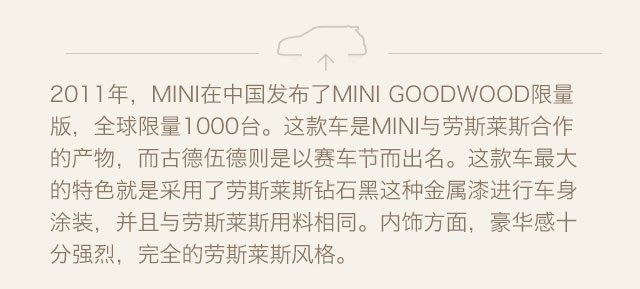 2011年，MINI在中国发布了MINI GOODWOOD限量
版，全球限量1000台。这款车是MINI与劳斯莱斯合作
的产物，而古德伍德则是以赛车节而出名。这款车最大
的特色就是采用了劳斯莱斯钻石黑这种金属漆进行车身
涂装，并且与劳斯莱斯用料相同。内饰方面，豪华感十
分强烈，完全的劳斯莱斯风格。